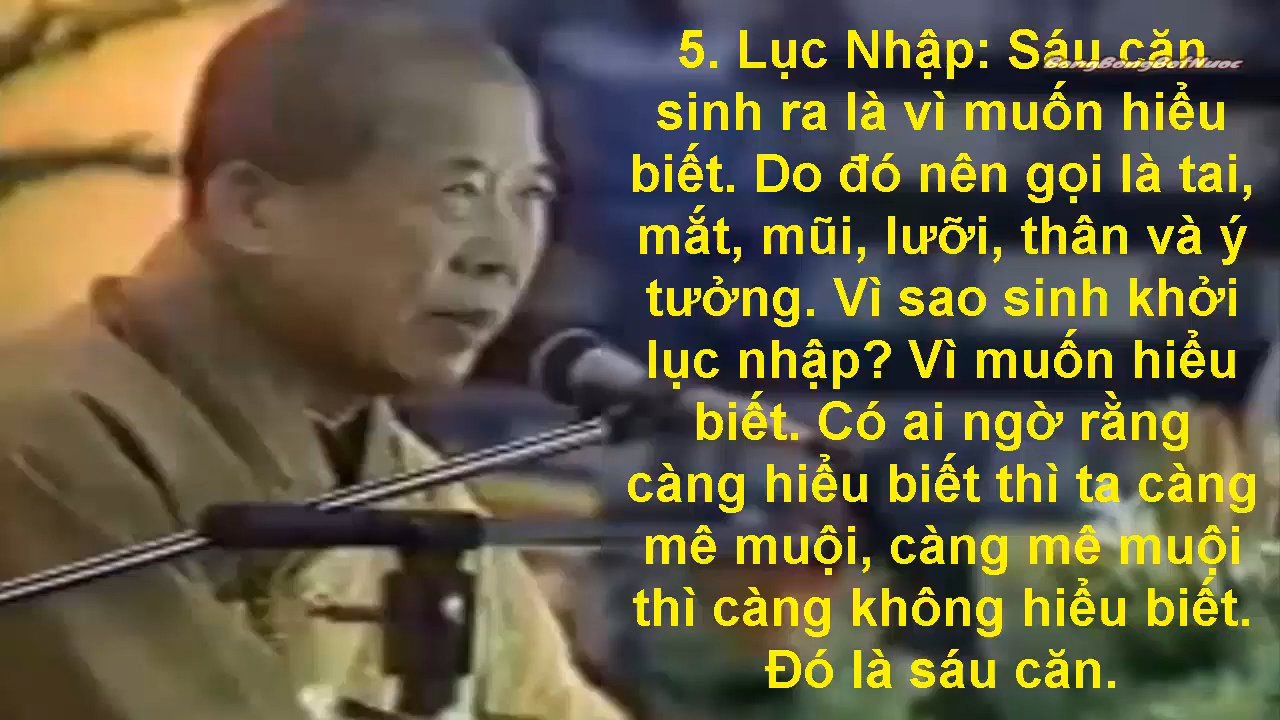 5. Lục Nhập: Sáu căn
BongBongDotNuoc
sinh ra là vì muốn hiểu
biết. Do đó nên gọi là tai,
mắt, mũi, lưỡi, thân và ý
tưởng. Vì sao sinh khởi
lục nhập? Vì muốn hiểu
biết. Có ai ngờ rằng
càng hiểu biết thì ta càng
mê muội, càng mê muội
thì càng không hiểu biết.
Đó là sáu căn.